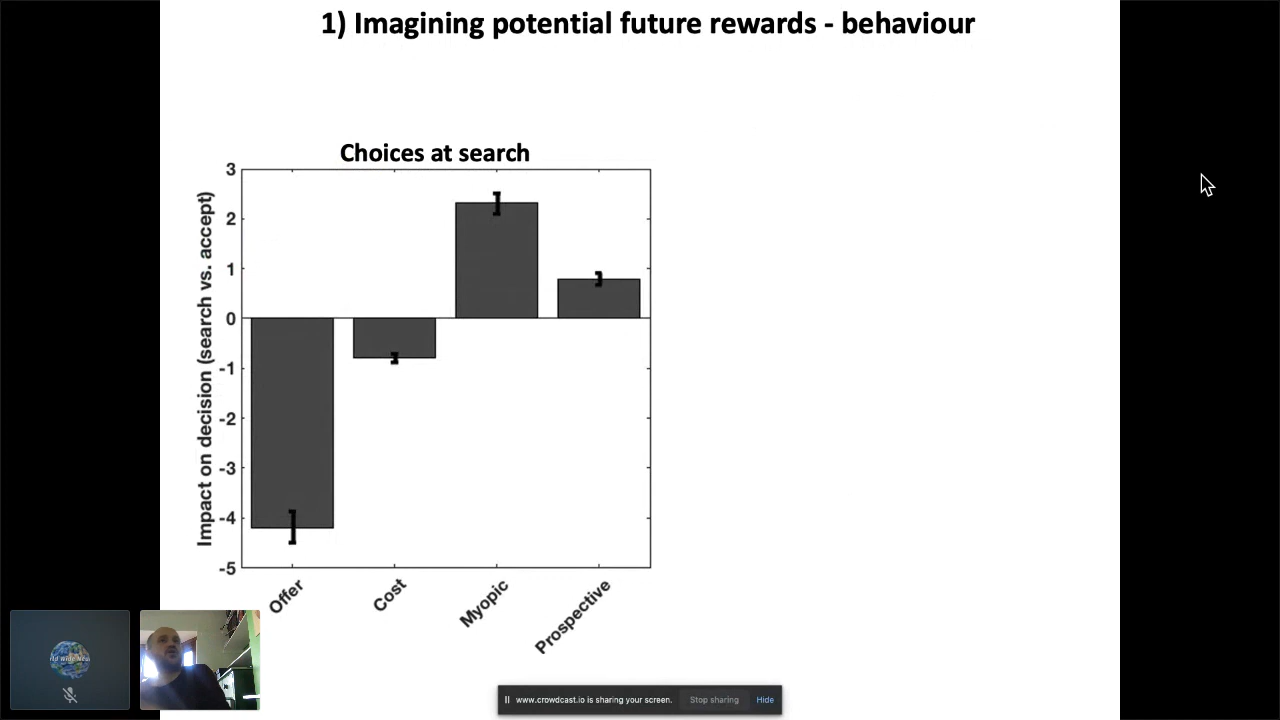 1) Imagining potential future rewards - behaviour
Choices at search
Impact on decision (search vs. accept)
3
2
1
0
-1
-2
-3
-4
-5
Offer
Cost
Myopic
Prospective
www.crowdcast.io is sharing your screen.
Stop sharing
Hide